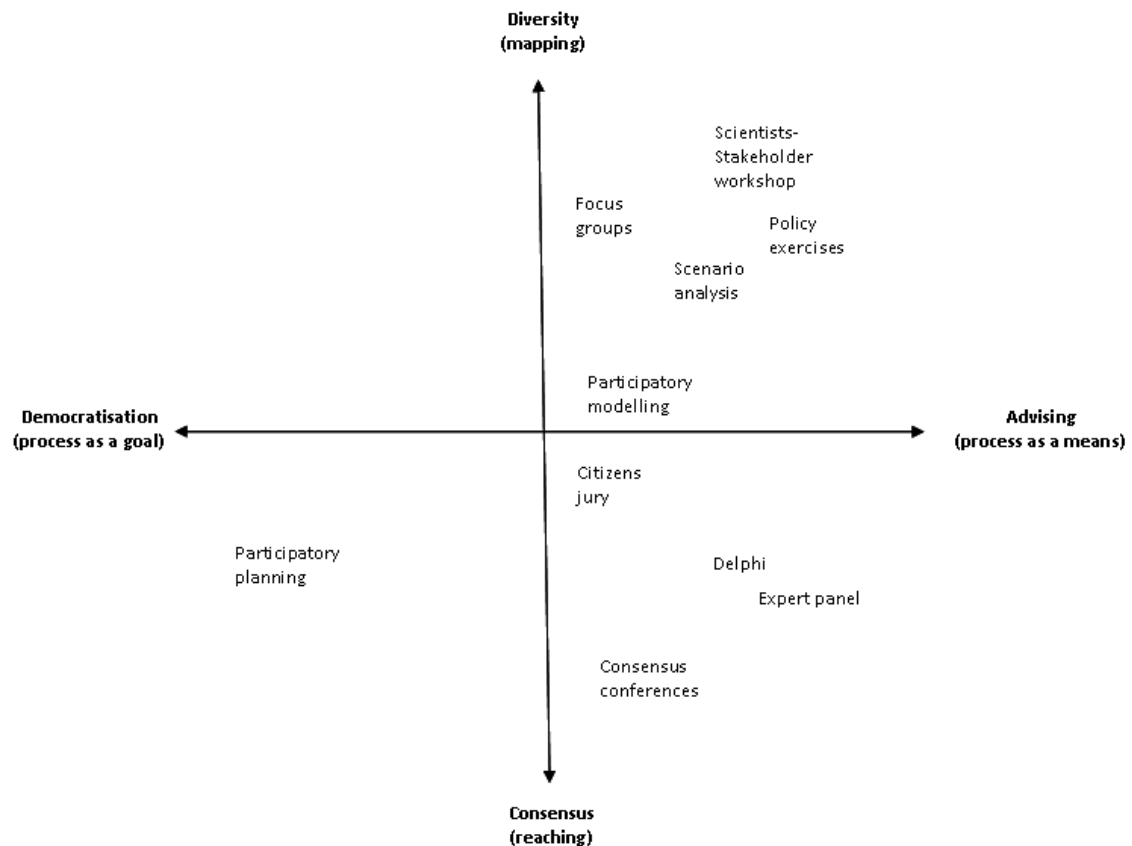 Diversity
(mapping)
Scientists-
Stakeholder
workshop
Focus
groups
Policy
exercises
Scenario
analysis
Participatory
modelling
Democratisation
(process as a goal)
Advising
(process as a means)
Citizens
jury
Participatory
planning
Delphi
Expert panel
Consensus
conferences
Consensus
(reaching)